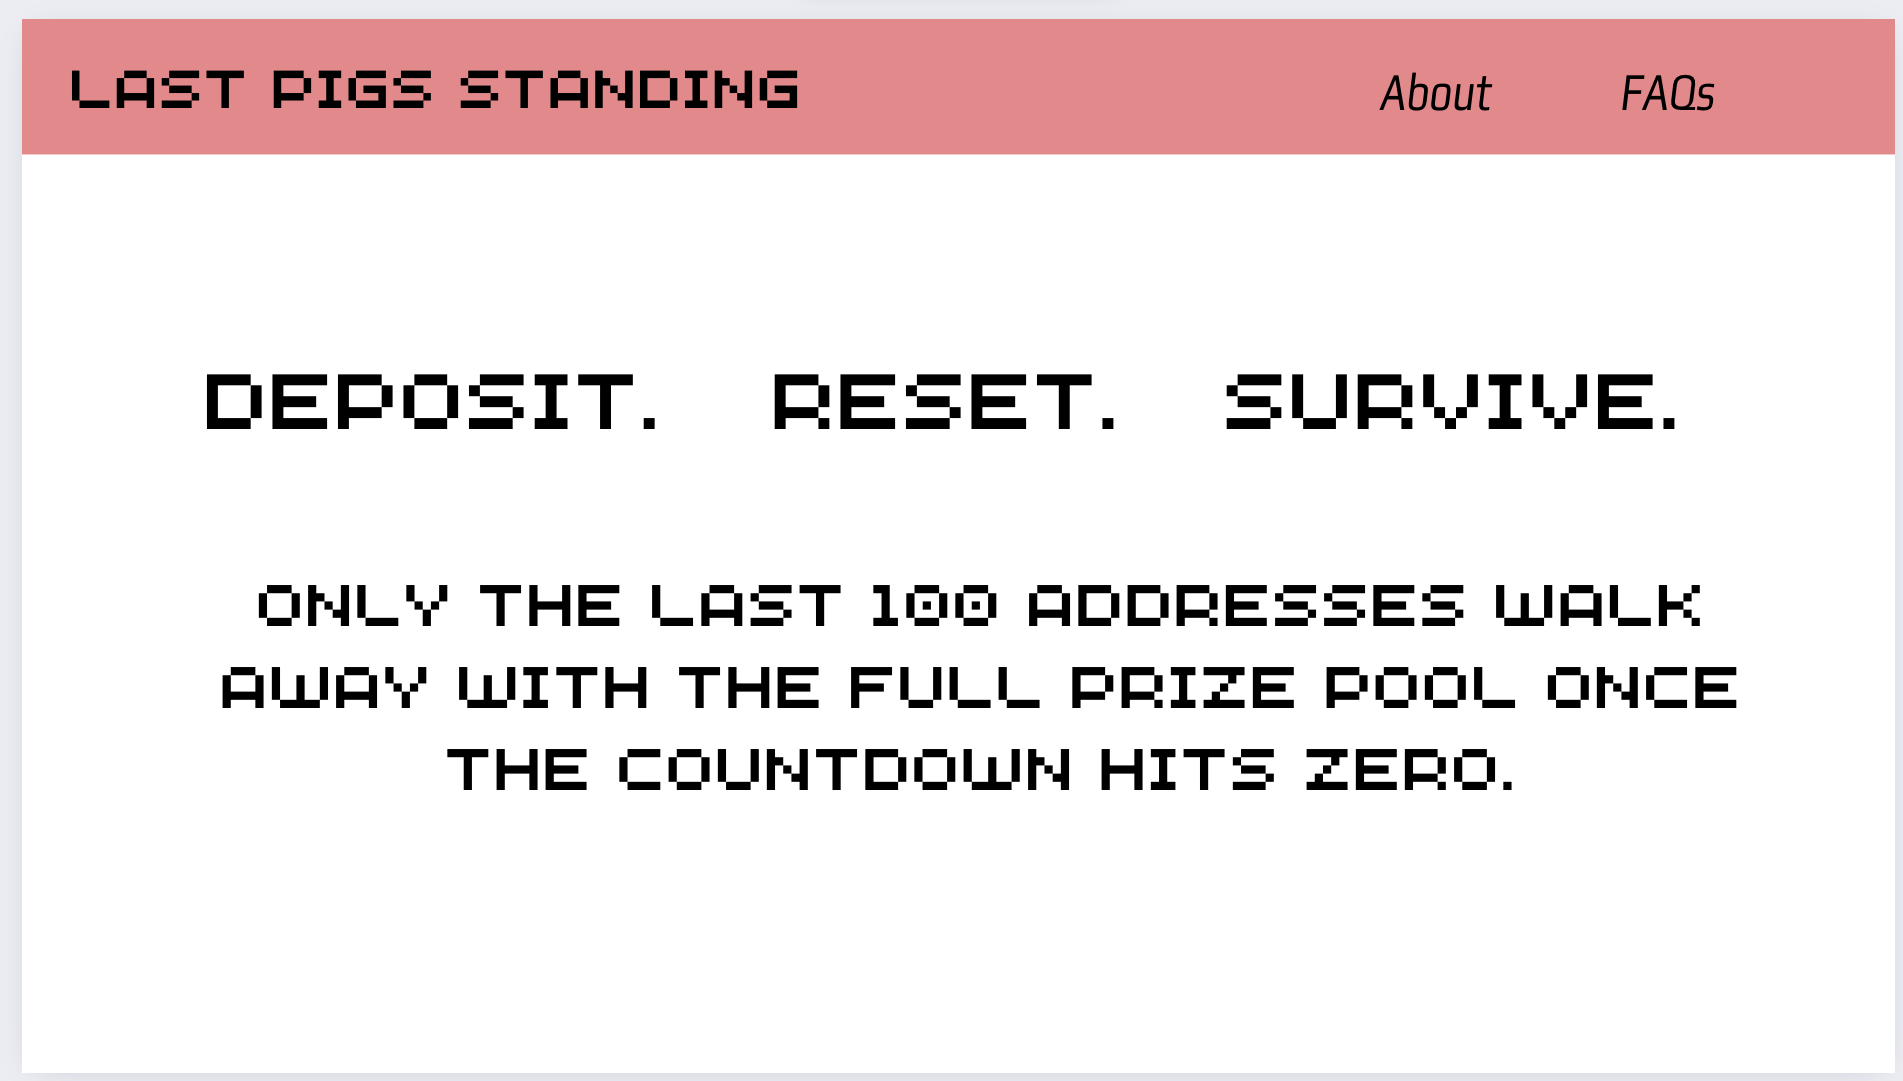 LAST PIGS STANDING
About FAQs
DEPOSIT. RESET. SURVIVE.
ONLY THE LAST 100 ADDRESSES WALK
AWAY WITH THE FULL PRIZE POOL ONCE
THE COUNTDOWN HITS ZERO.